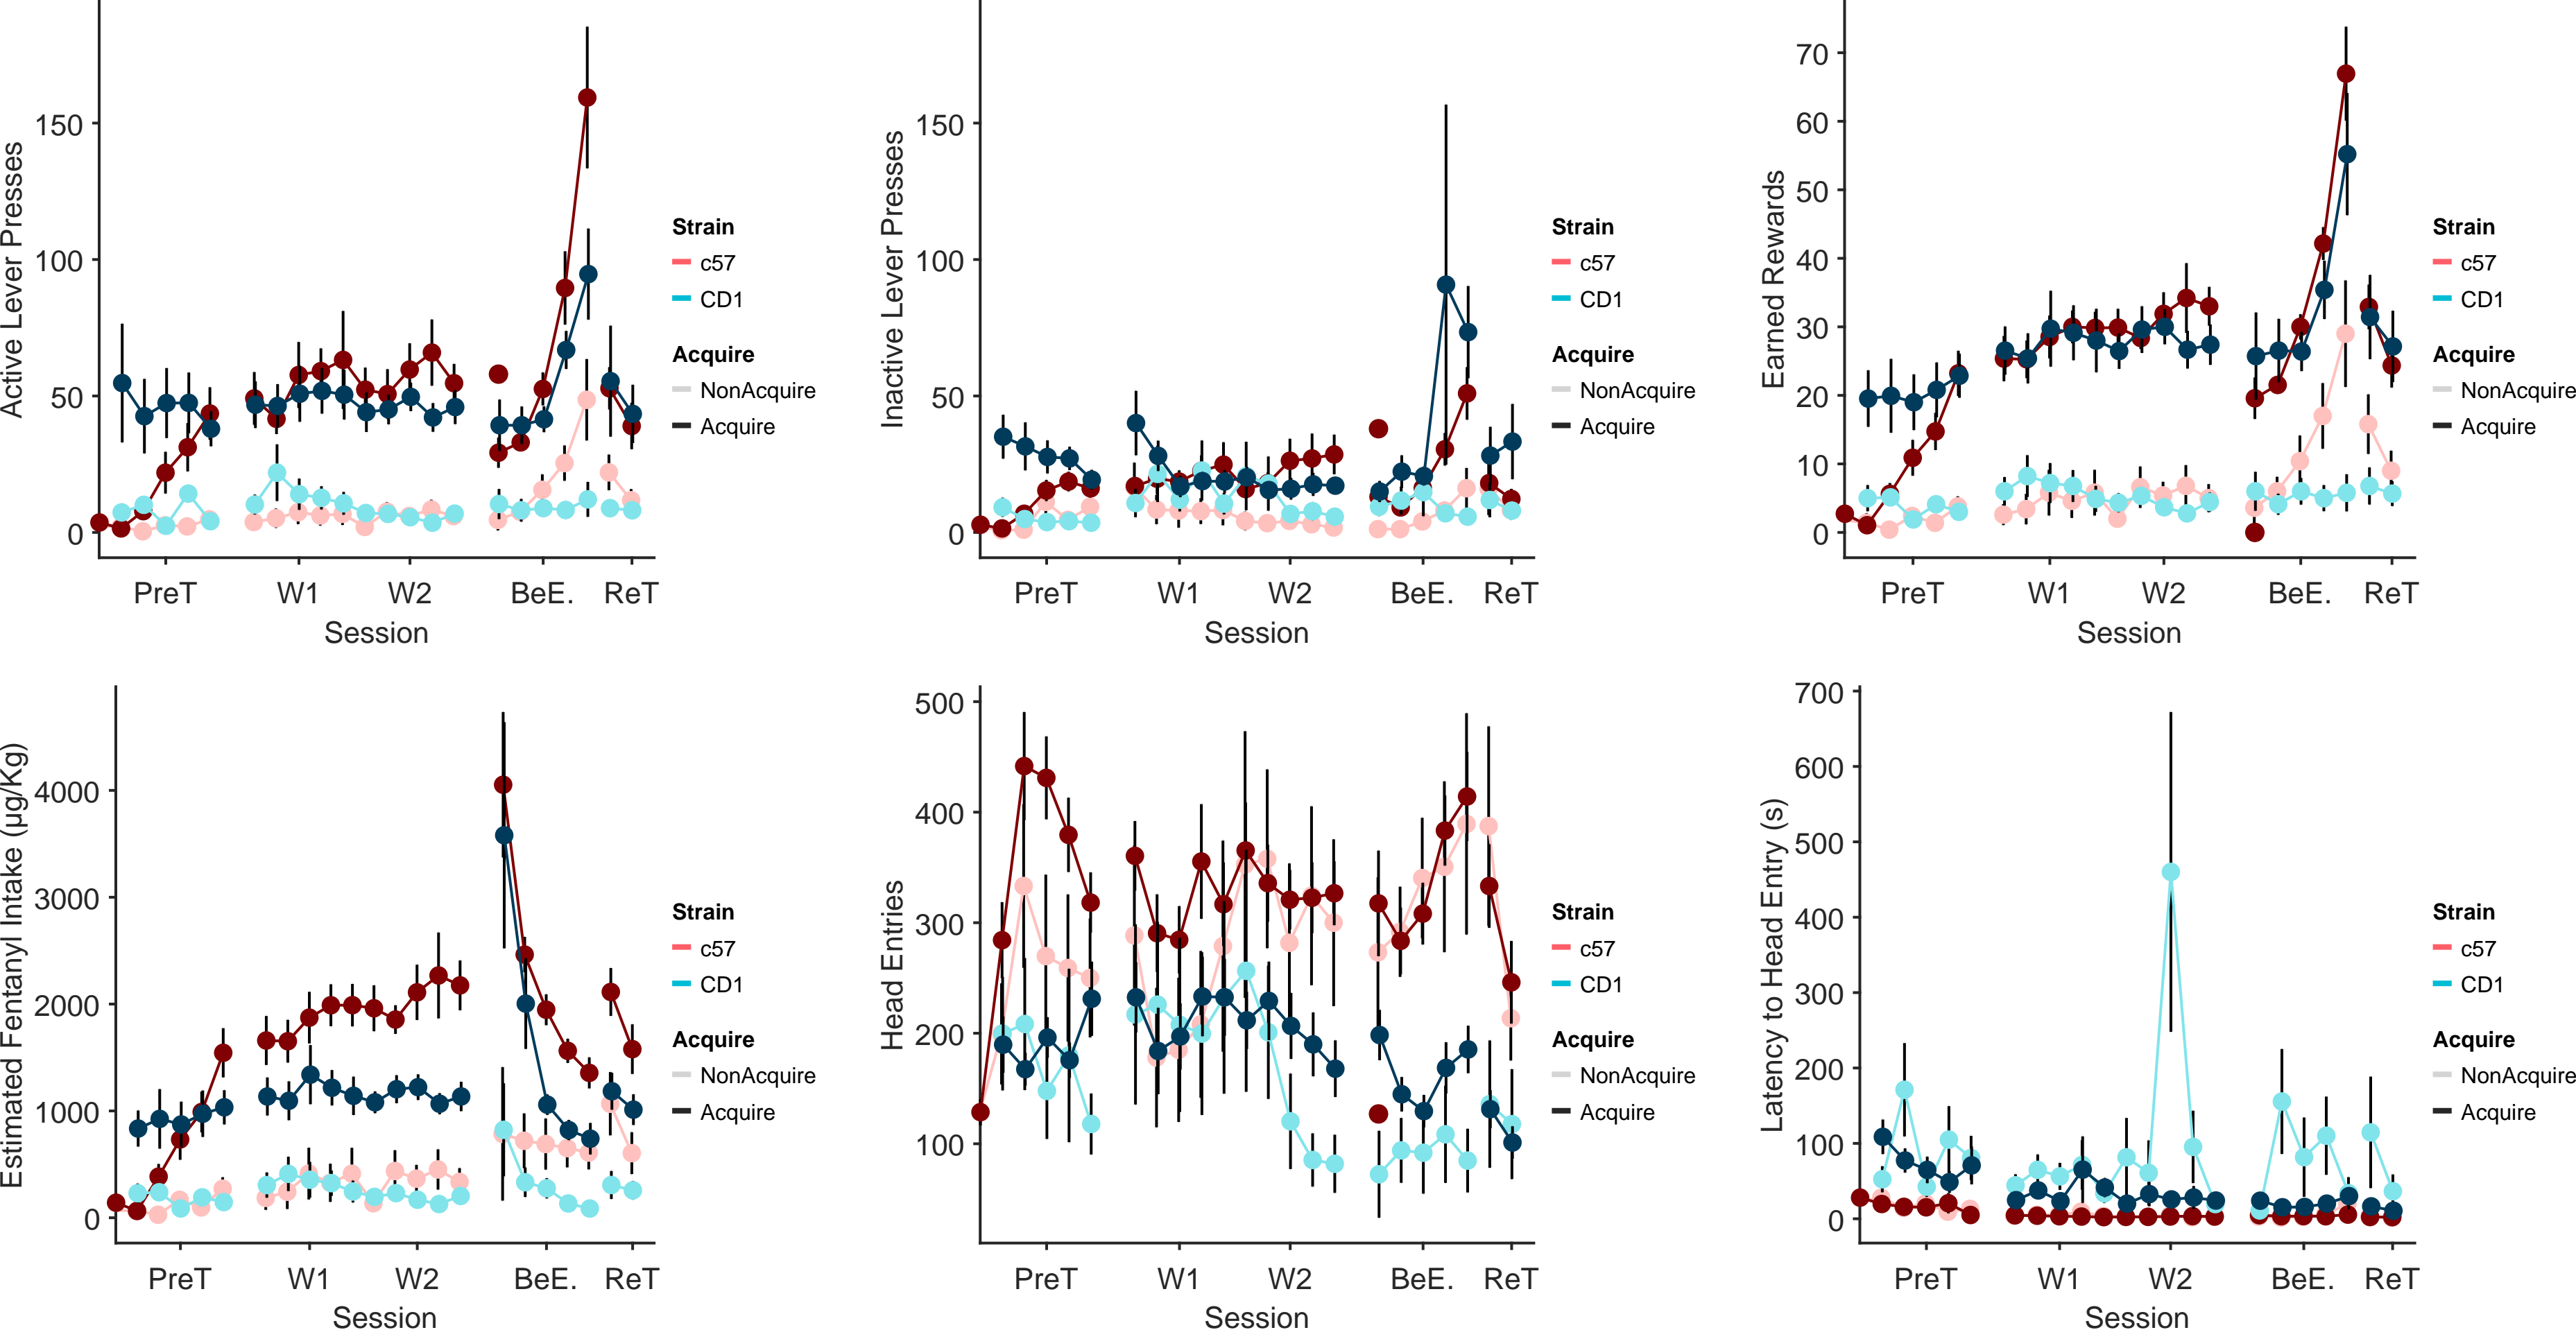 Active Lever Presses
150
100
50
0
PreT W1 W2 BeE. ReT
Session
Strain
c57
CD1
Acquire
NonAcquire
Acquire
Inactive Lever Presses
150
100
50
0
PreT W1 W2 BeE. ReT
Session
Strain
c57
CD1
Acquire
NonAcquire
Acquire
Earned Rewards
70
60
50
40
30
20
10
0
PreT W1 W2 BeE. ReT
Session
Strain
c57
CD1
Acquire
NonAcquire
Acquire
Estimated Fentanyl Intake (μg/Kg)
4000
3000
2000
1000
0
PreT W1 W2 BeE. ReT
Session
Strain
c57
CD1
Acquire
NonAcquire
Acquire
Head Entries
500
400
300
200
100
PreT W1 W2 BeE. ReT
Session
Strain
c57
CD1
Acquire
NonAcquire
Acquire
Latency to Head Entry (s)
700
600
500
400
300
200
100
0
PreT W1 W2 BeE. ReT
Session
Strain
c57
CD1
Acquire
NonAcquire
Acquire